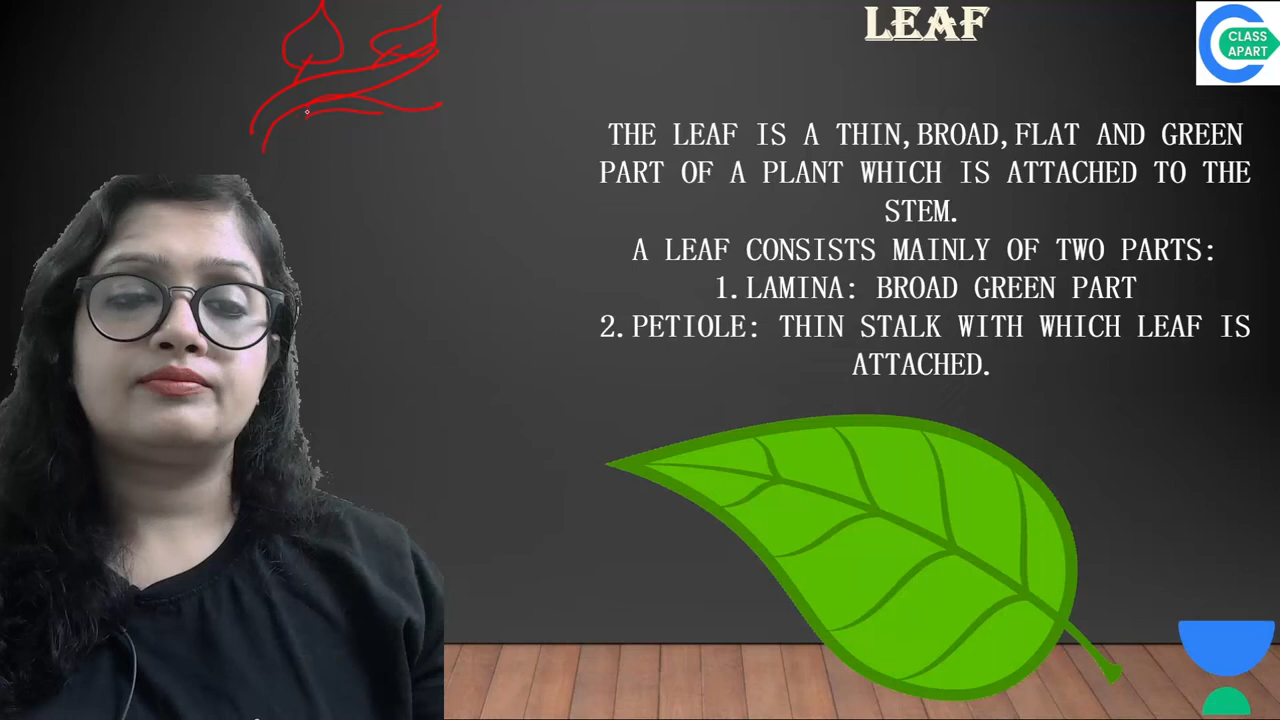 LEAF
CLASS
APART
THE LEAF IS A THIN,BROAD,FLAT AND GREEN
PART OF A PLANT WHICH IS ATTACHED TO THE
STEM.
A LEAF CONSISTS MAINLY OF TWO PARTS:
1.LAMINA: BROAD GREEN PART
2.PETIOLE: THIN STALK WITH WHICH LEAF IS
ATTACHED.